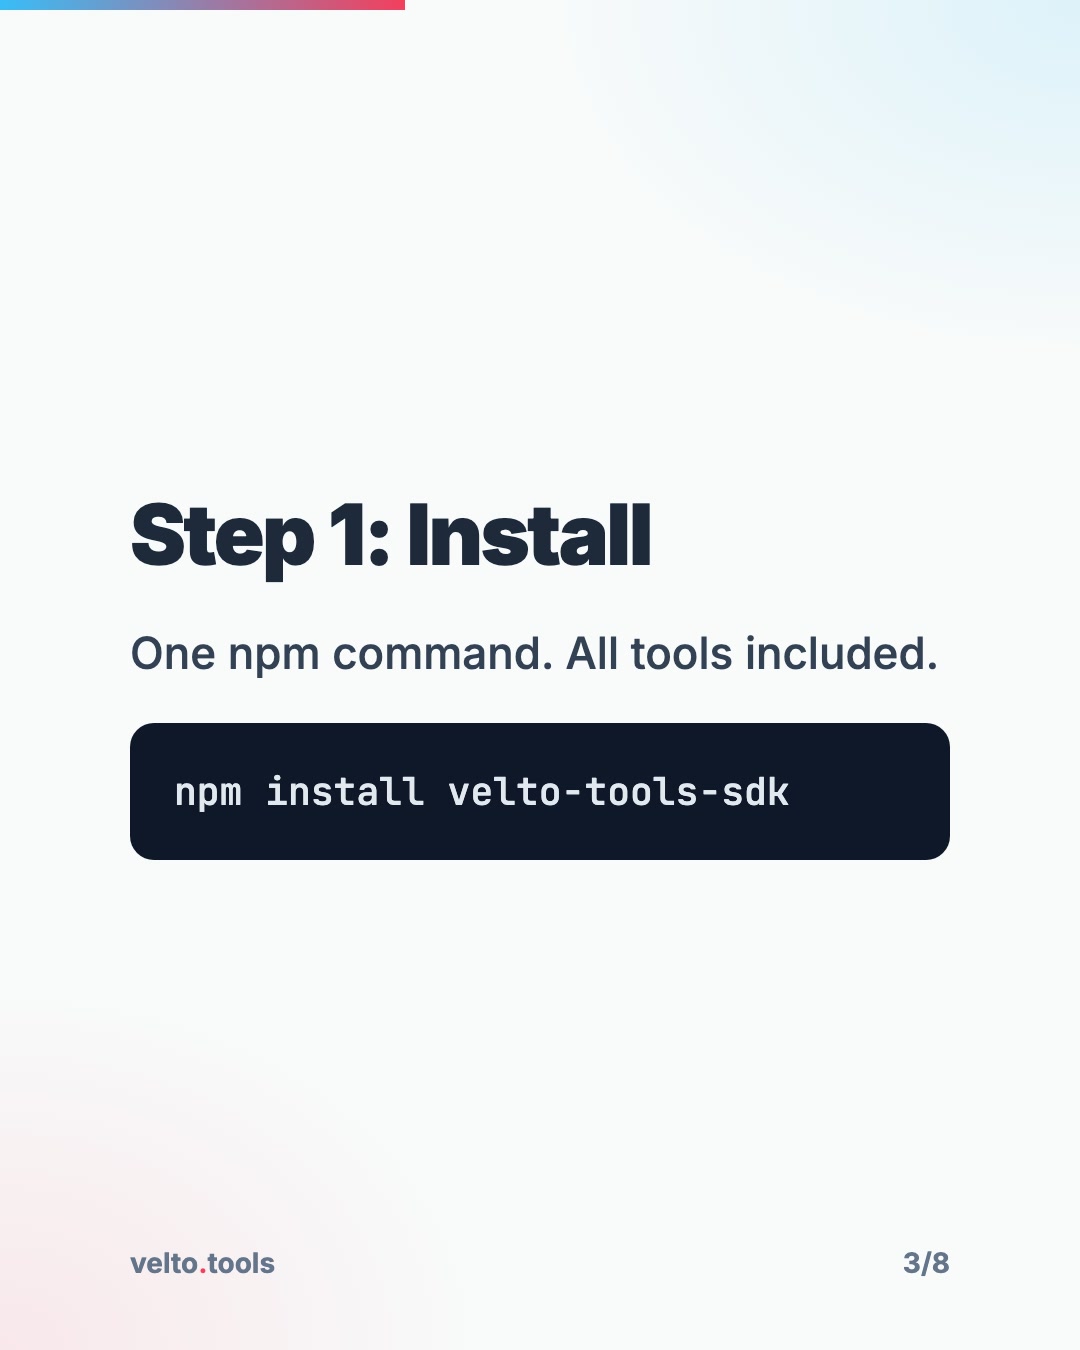 Step 1: Install
One npm command. All tools included.
npm install velto-tools-sdk
velto.tools
3/8